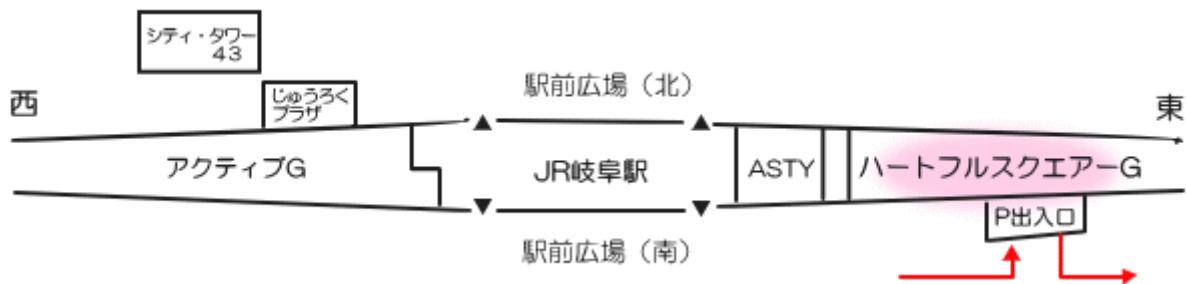 シティ・タワー
43
じゅうろく
プラザ
駅前広場（北）
西
東
アクティブG
JR岐阜駅
ASTY
ハートフルスクエアーG
P出入口
駅前広場（南）